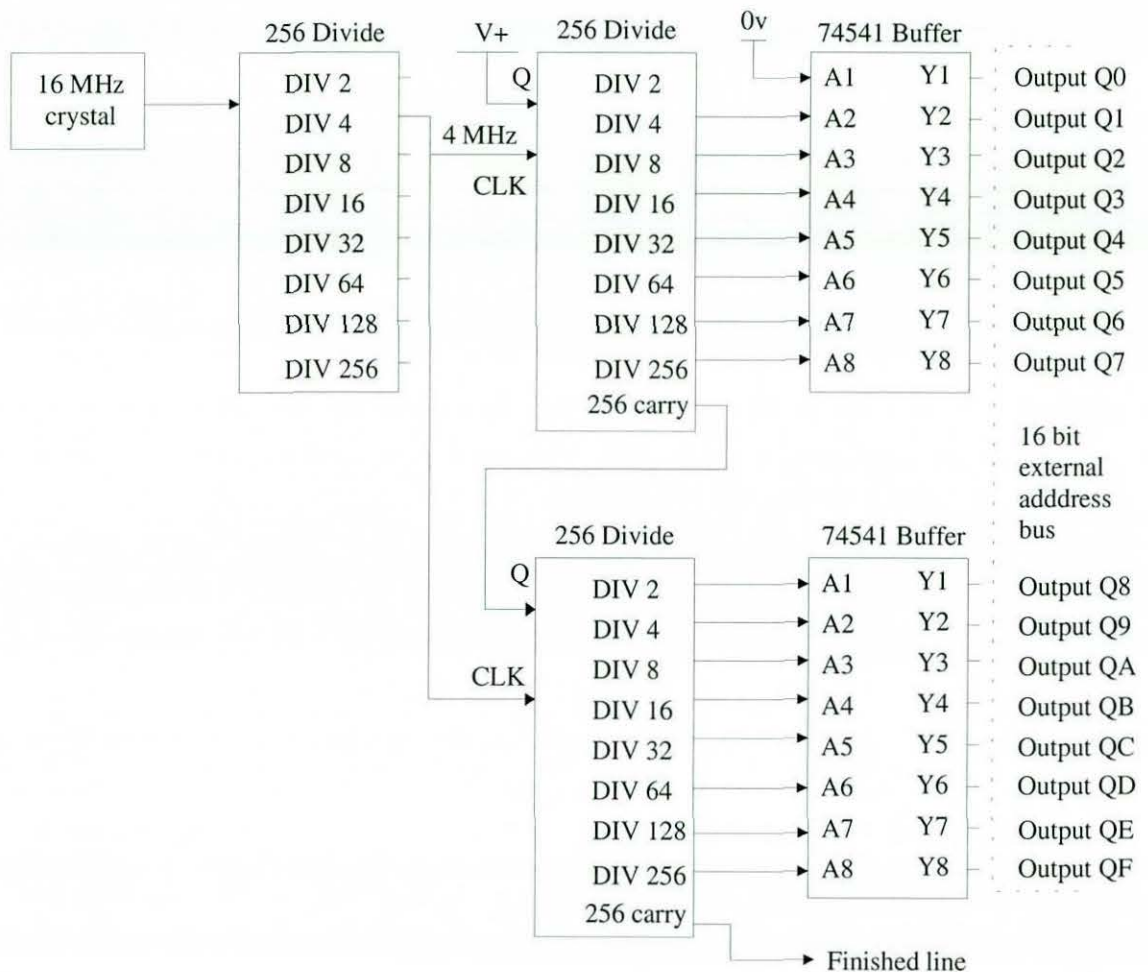 256 Divide
V+
256 Divide
0v
74541 Buffer
16 MHz
crystal
DIV 2
DIV 4
DIV 8
DIV 16
DIV 32
DIV 64
DIV 128
DIV 256
4 MHz
Q
CLK
DIV 2
DIV 4
DIV 8
DIV 16
DIV 32
DIV 64
DIV 128
DIV 256
256 carry
A1 Y1
A2 Y2
A3 Y3
A4 Y4
A5 Y5
A6 Y6
A7 Y7
A8 Y8
Output Q0
Output Q1
Output Q2
Output Q3
Output Q4
Output Q5
Output Q6
Output Q7
16 bit
external
adddress
bus
256 Divide
74541 Buffer
Q
CLK
DIV 2
DIV 4
DIV 8
DIV 16
DIV 32
DIV 64
DIV 128
DIV 256
256 carry
A1 Y1
A2 Y2
A3 Y3
A4 Y4
A5 Y5
A6 Y6
A7 Y7
A8 Y8
Output Q8
Output Q9
Output QA
Output QB
Output QC
Output QD
Output QE
Output QF
Finished line